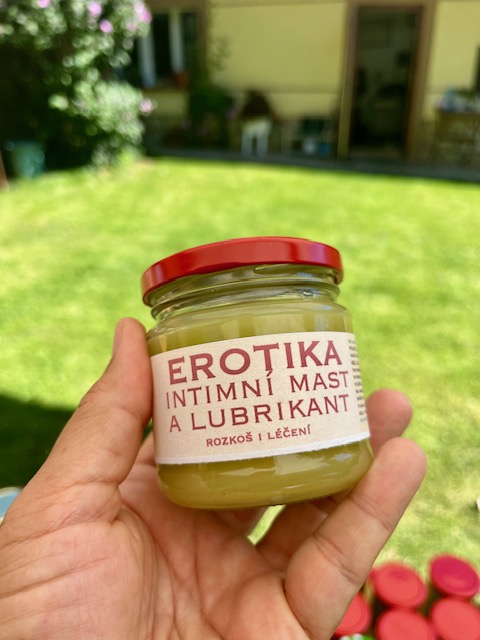 EROTIKA
INTIMNÍ MAST
A LUBRIKANT
ROZKOŠ I LÉČENÍ